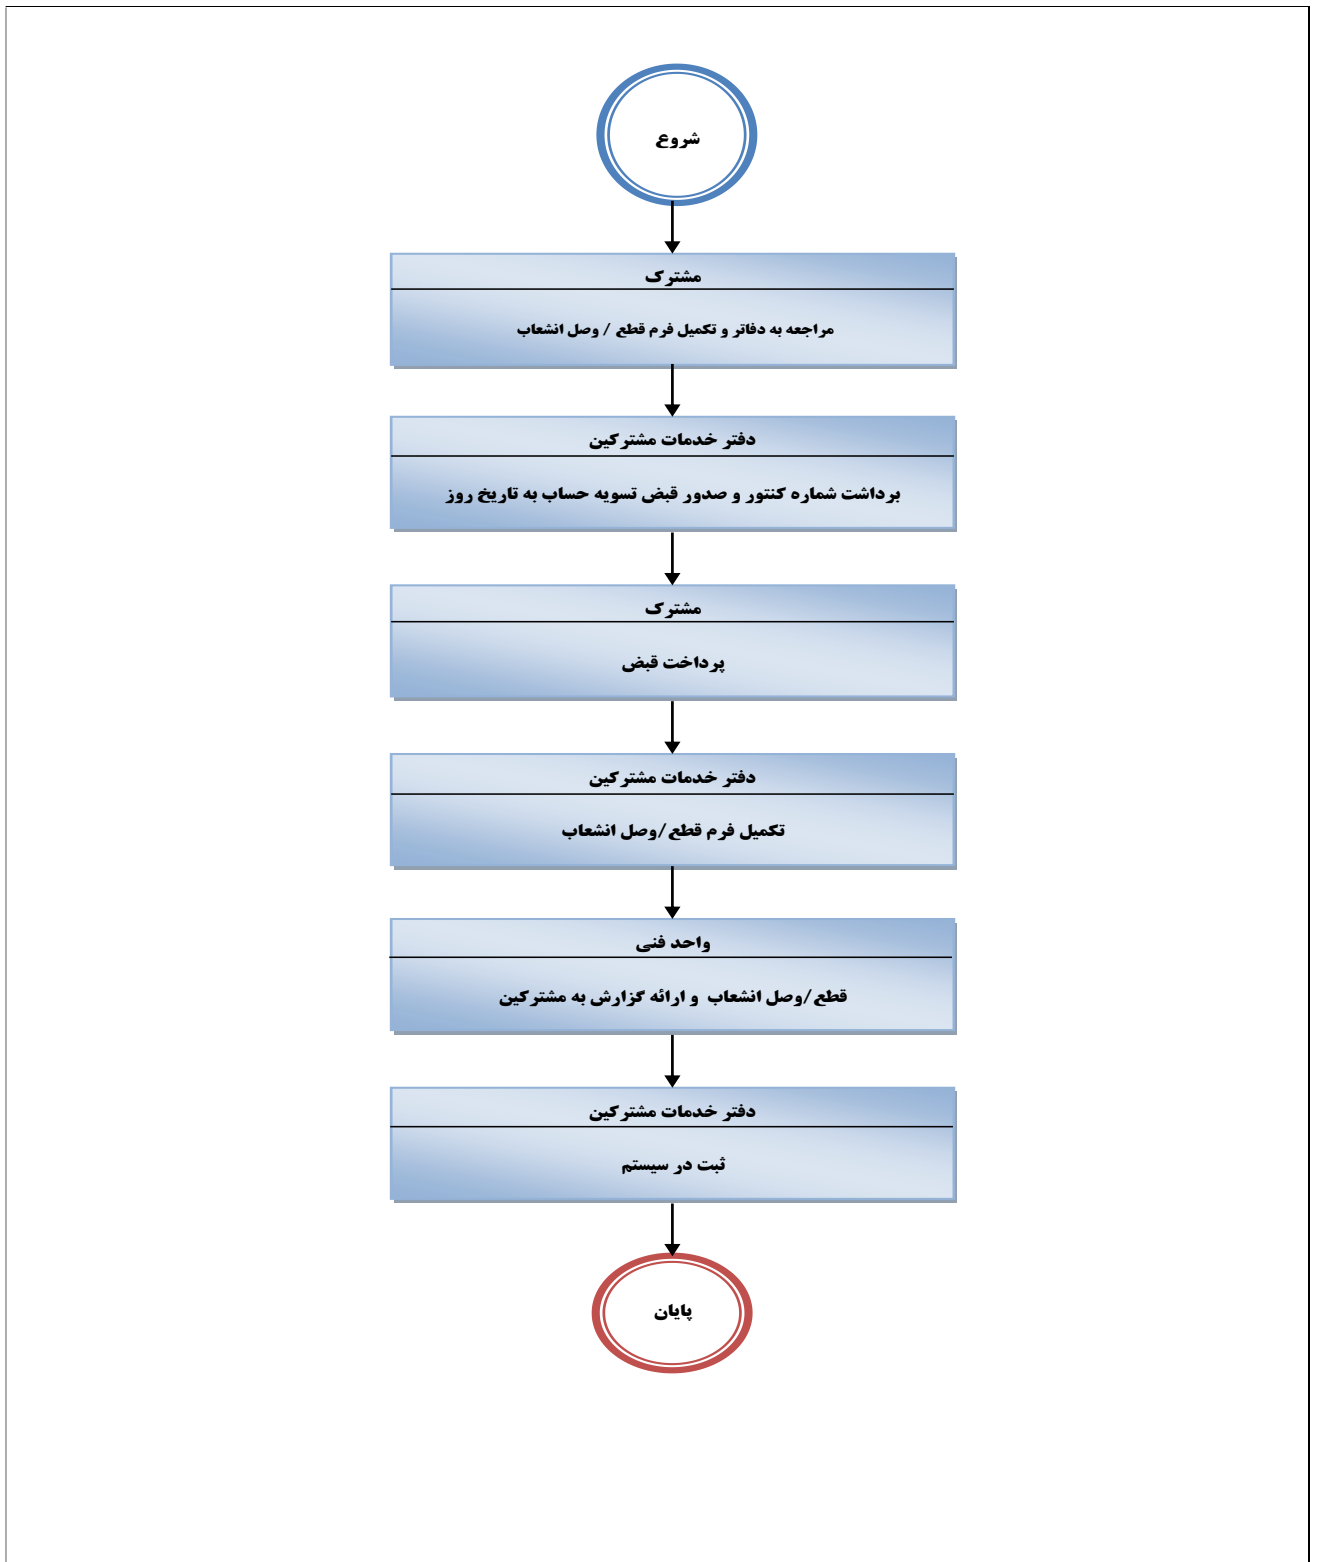 شروع
مشترک
مراجعه به دفاتر و تکمیل فرم قطع / وصل انشعاب
دفتر خدمات مشترکین
برداشت شماره کنتور و صدور قبض تسویه حساب به تاریخ روز
مشترک
پرداخت قبض
دفتر خدمات مشترکین
تکمیل فرم قطع/وصل انشعاب
واحد فنی
قطع/وصل انشعاب و ارائه گزارش به مشترکین
دفتر خدمات مشترکین
ثبت در سیستم
پایان